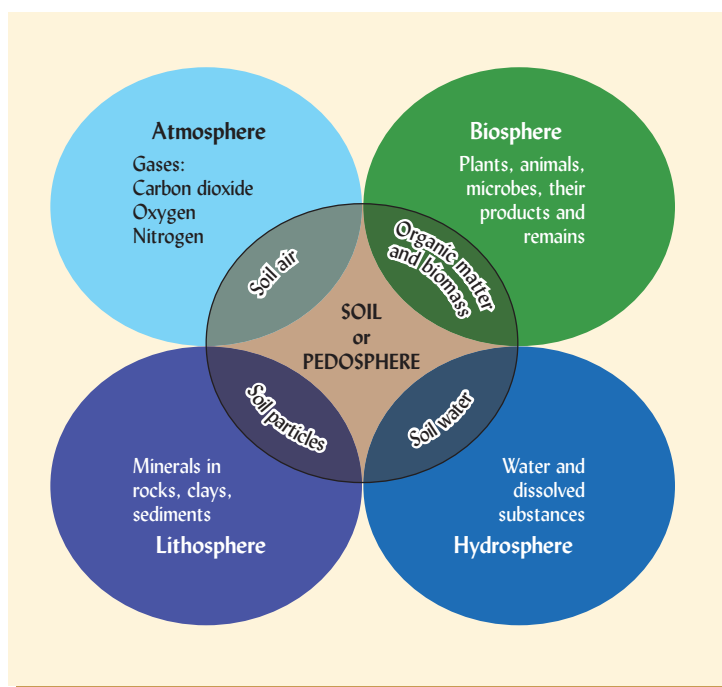 Atmosphere
Gases:
Carbon dioxide
Oxygen
Nitrogen
Biosphere
Plants, animals,
microbes, their
products and
remains
Soil air
Organic matter
and biomass
SOIL
or
PEDOSPHERE
Soil particles
Soil water
Minerals in
rocks, clays,
sediments
Lithosphere
Water and
dissolved
substances
Hydrosphere